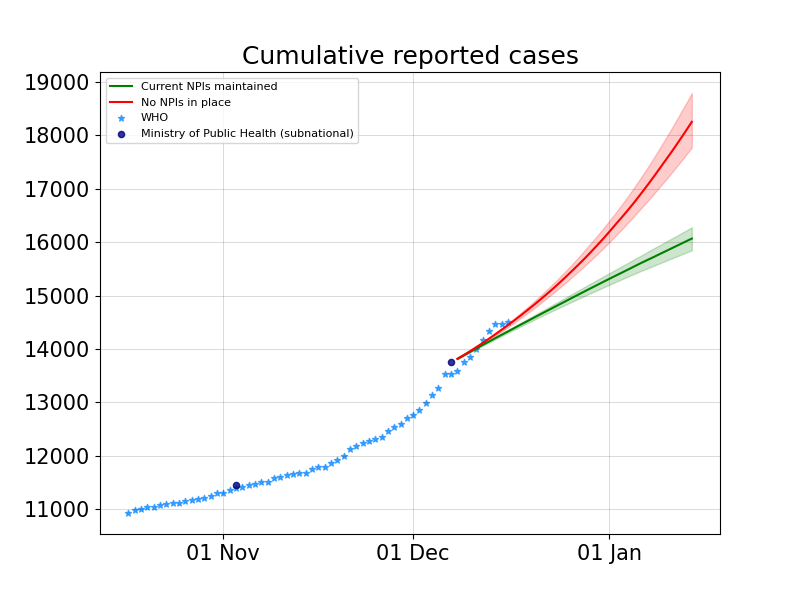 Cumulative reported cases
19000
18000
17000
16000
15000
14000
13000
12000
11000
Current NPIs maintained
No NPIs in place
WHO
Ministry of Public Health (subnational)
01 Nov
01 Dec
01 Jan